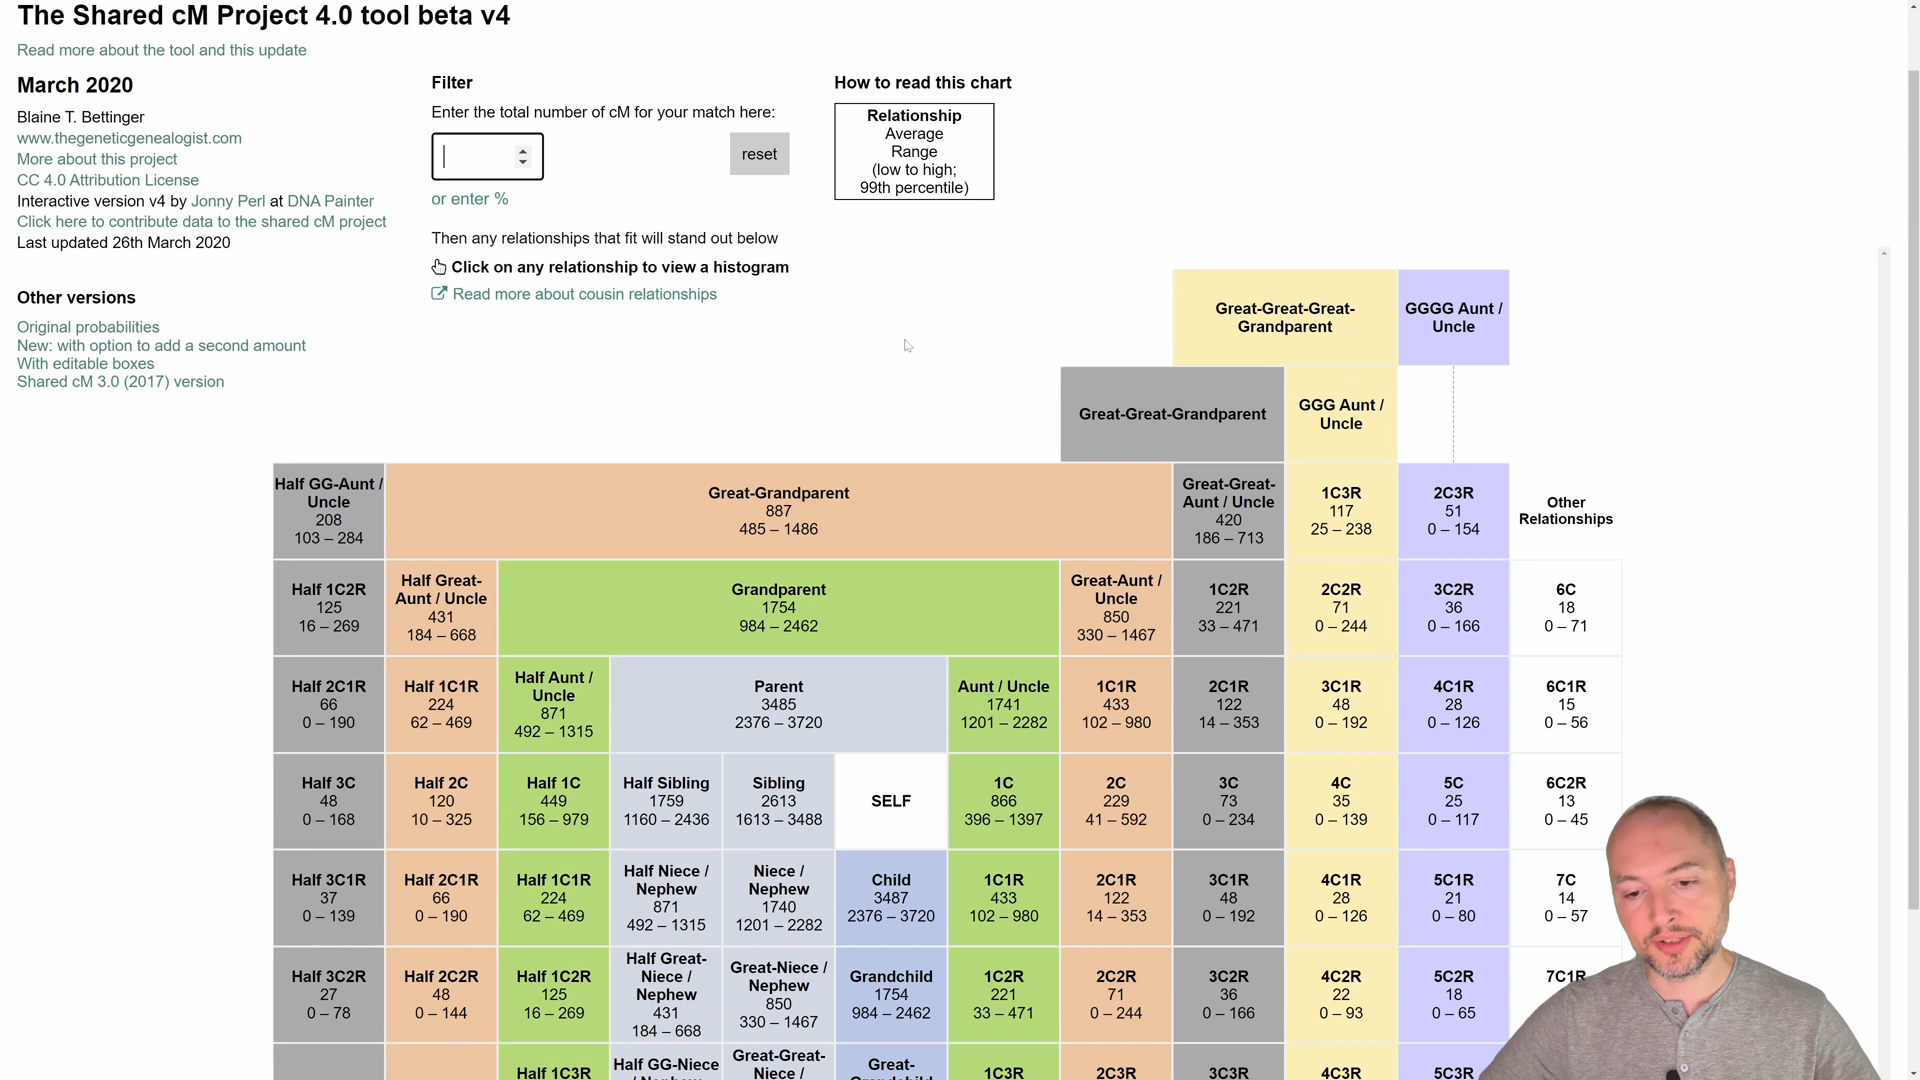 The Shared cM Project 4.0 tool beta v4
Read more about the tool and this update
March 2020
Blaine T. Bettinger
www.thegeneticgenealogist.com
More about this project
CC 4.0 Attribution License
Interactive version v4 by Jonny Perl at DNA Painter
Click here to contribute data to the shared cM project
Last updated 26th March 2020
Other versions
Original probabilities
New: with option to add a second amount
With editable boxes
Shared cM 3.0 (2017) version
Filter
Enter the total number of cM for your match here:
reset
or enter %
Then any relationships that fit will stand out below
Click on any relationship to view a histogram
Read more about cousin relationships
How to read this chart
Relationship
Average
Range
(low to high;
99th percentile)
Great-Great-Great-
Grandparent
GGGG Aunt /
Uncle
Great-Great-Grandparent
GGG Aunt /
Uncle
Half GG-Aunt /
Uncle
208
103 – 284
Great-Grandparent
887
485 – 1486
Great-Great-
Aunt / Uncle
420
186 – 713
1C3R
117
25 – 238
2C3R
51
0 – 154
Other
Relationships
Half 1C2R
125
16 – 269
Half Great-
Aunt / Uncle
431
184 – 668
Grandparent
1754
984 – 2462
Great-Aunt /
Uncle
850
330 – 1467
1C2R
221
33 – 471
2C2R
71
0 – 244
3C2R
36
0 – 166
6C
18
0 – 71
Half 2C1R
66
0 – 190
Half 1C1R
224
62 – 469
Half Aunt /
Uncle
871
492 – 1315
Parent
3485
2376 – 3720
Aunt / Uncle
1741
1201 – 2282
1C1R
433
102 – 980
2C1R
122
14 – 353
3C1R
48
0 – 192
4C1R
28
0 – 126
6C1R
15
0 – 56
Half 3C
48
0 – 168
Half 2C
120
10 – 325
Half 1C
449
156 – 979
Half Sibling
1759
1160 – 2436
Sibling
2613
1613 – 3488
SELF
1C
866
396 – 1397
2C
229
41 – 592
3C
73
0 – 234
4C
35
0 – 139
5C
25
0 – 117
6C2R
13
0 – 45
Half 3C1R
37
0 – 139
Half 2C1R
66
0 – 190
Half 1C1R
224
62 – 469
Half Niece /
Nephew
871
492 – 1315
Niece /
Nephew
1740
1201 – 2282
Child
3487
2376 – 3720
1C1R
433
102 – 980
2C1R
122
14 – 353
3C1R
48
0 – 192
4C1R
28
0 – 126
5C1R
21
0 – 80
7C
14
0 – 57
Half 3C2R
27
0 – 78
Half 2C2R
48
0 – 144
Half 1C2R
125
16 – 269
Half Great-
Niece /
Nephew
431
184 – 668
Great-Niece /
Nephew
850
330 – 1467
Grandchild
1754
984 – 2462
1C2R
221
33 – 471
2C2R
71
0 – 244
3C2R
36
0 – 166
4C2R
22
0 – 93
5C2R
18
0 – 65
7C1R
Half 1C3R
Half GG-Niece
Great-Great-
Niece /
Great-
1C3R
2C3R
3C3R
4C3R
5C3R